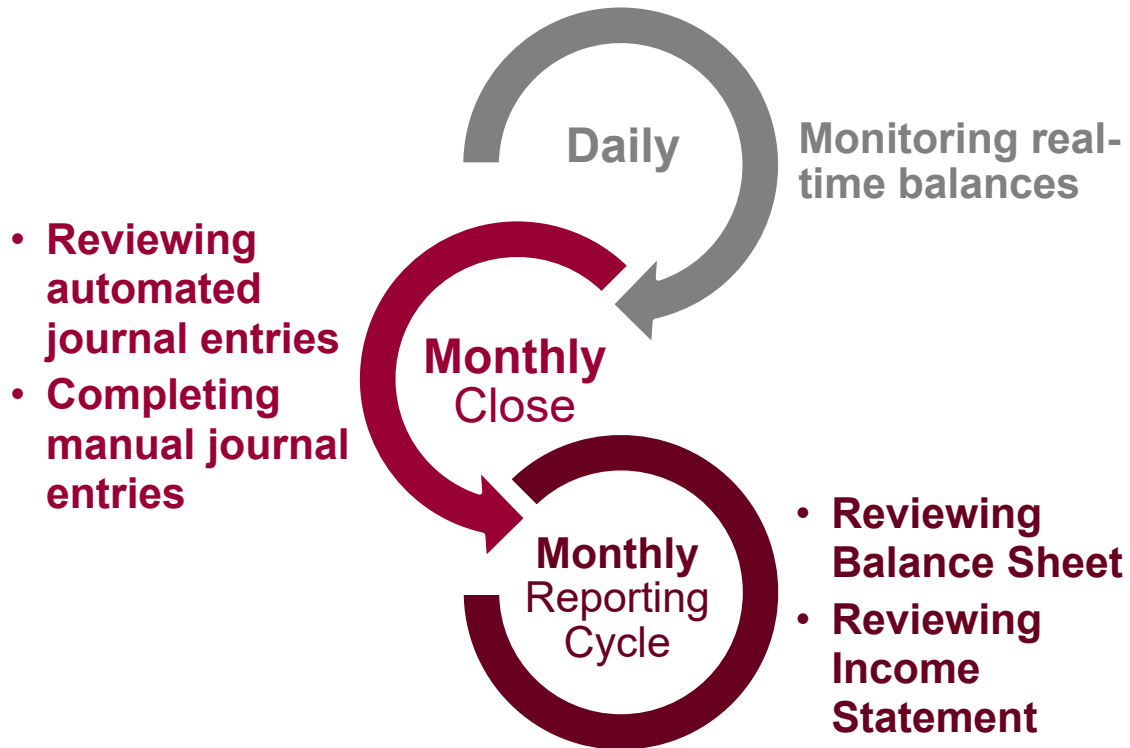 Daily
Monitoring real-
time balances
• Reviewing
automated
journal entries
• Completing
manual journal
entries
Monthly
Close
Monthly
Reporting
Cycle
• Reviewing
Balance Sheet
• Reviewing
Income
Statement